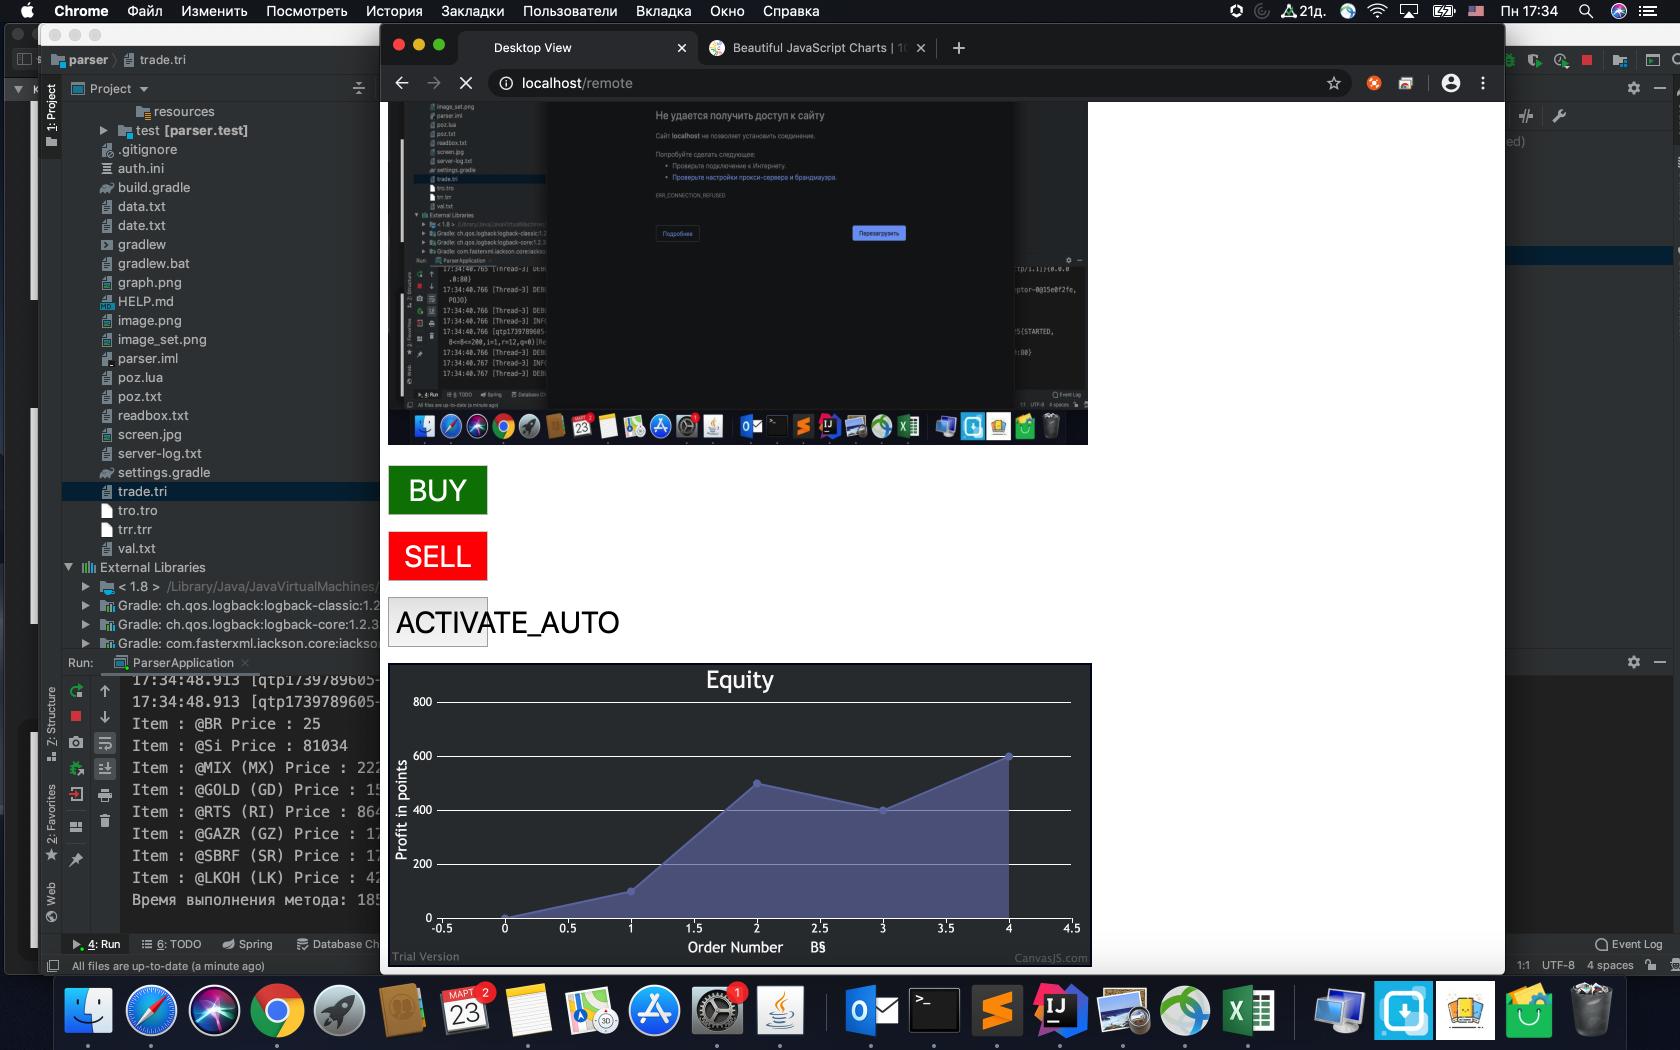 Chrome Файл Изменить Посмотреть История Закладки Пользователи Вкладка Окно Справка
21д. Пн 17:34
Desktop View
Beautiful JavaScript Charts
localhost/remote
parser trade.tri
1: Project
Project
resources
test [parser.test]
.gitignore
auth.ini
build.gradle
data.txt
date.txt
gradlew
gradlew.bat
graph.png
HELP.md
image.png
image_set.png
parser.iml
poz.lua
poz.txt
readbox.txt
screen.jpg
server-log.txt
settings.gradle
trade.tri
tro.tro
trr.trr
val.txt
External Libraries
< 1.8 > /Library/Java/JavaVirtualMachines/
Gradle: ch.qos.logback:logback-classic:1.2
Gradle: ch.qos.logback:logback-core:1.2.3
Gradle: com.fasterxml.jackson.core:jackso
Не удается получить доступ к сайту
Сайт localhost не позволяет установить соединение.
Попробуйте сделать следующее:
Проверьте подключение к Интернету.
Проверьте настройки прокси-сервера и брандмауэра.
ERR_CONNECTION_REFUSED
Подробнее
Перезагрузить
BUY
SELL
ACTIVATE_AUTO
Equity
Profit in points
800
600
400
200
0
-0.5 0 0.5 1 1.5 2 2.5 3 3.5 4 4.5
Order Number
Trial Version
CanvasJS.com
Run: ParserApplication
17:34:48.913 [qtp1739789605-
17:34:48.913 [qtp1739789605-
Item : @BR Price : 25
Item : @Si Price : 81034
Item : @MIX (MX) Price : 222
Item : @GOLD (GD) Price : 15
Item : @RTS (RI) Price : 864
Item : @GAZR (GZ) Price : 17
Item : @SBRF (SR) Price : 17
Item : @LKOH (LK) Price : 42
Время выполнения метода: 185
Z: Structure
2: Favorites
Web
4: Run 6: TODO Spring Database Ch
Event Log
All files are up-to-date (a minute ago)
1:1 UTF-8 4 spaces
МАРТ 2
23
3D
1